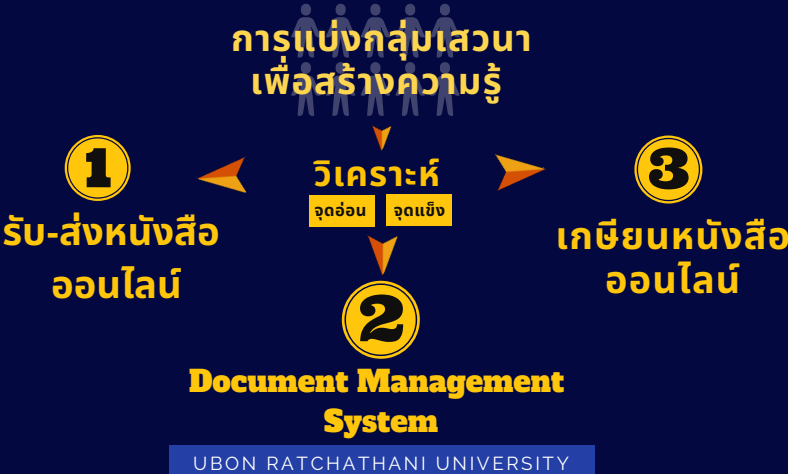 การแบ่งกลุ่มเสวนา
เพื่อสร้างความรู้
วิเคราะห์
จุดอ่อน จุดแข็ง
1
รับ-ส่งหนังสือ
ออนไลน์
2
Document Management
System
3
เกษียนหนังสือ
ออนไลน์
UBON RATCHATHANI UNIVERSITY